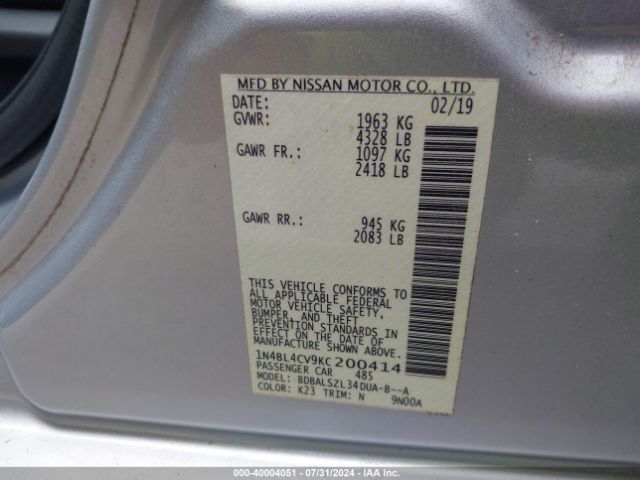 MFD BY NISSAN MOTOR CO., LTD.
DATE: 02/19
GVWR: 1963 KG
4328 LB
GAWR FR.: 1097 KG
2418 LB
GAWR RR.: 945 KG
2083 LB
THIS VEHICLE CONFORMS TO
ALL APPLICABLE FEDERAL
MOTOR VEHICLE SAFETY,
BUMPER, AND THEFT
PREVENTION STANDARDS IN
EFFECT ON THE DATE OF
MANUFACTURE SHOWN ABOVE.
1N4BL4CV9KC200414
PASSENGER CAR 485
MODEL: BDBALSZL34DUA-B--A
COLOR: K23 TRIM: N 9N00A
000-40004051 - 07/31/2024 - IAA Inc.